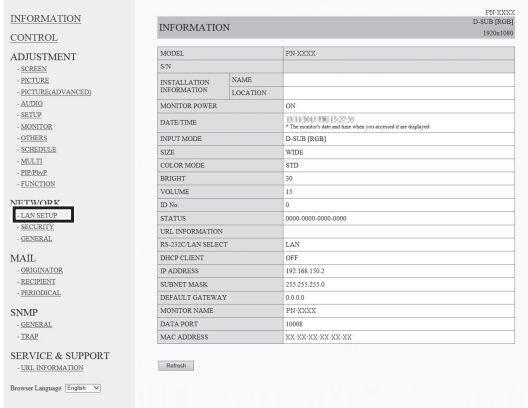 INFORMATION
CONTROL
ADJUSTMENT
- SCREEN
- PICTURE
- PICTURE(ADVANCED)
- AUDIO
- SETUP
- MONITOR
- OTHERS
- SCHEDULE
- MULTI
- PIP/PbyP
- FUNCTION
NETWORK
- LAN SETUP
- SECURITY
- GENERAL
MAIL
- ORIGINATOR
- RECIPIENT
- PERIODICAL
SNMP
- GENERAL
- TRAP
SERVICE & SUPPORT
- URL INFORMATION
Browser Language English
PN-XXXX
INFORMATION D-SUB [RGB]
1920x1080
MODEL PN-XXXX
S/N
INSTALLATION INFORMATION NAME
LOCATION
MONITOR POWER ON
DATE/TIME
* The monitor's date and time when you accessed it are displayed.
INPUT MODE D-SUB [RGB]
SIZE WIDE
COLOR MODE STD
BRIGHT 30
VOLUME 15
ID No. 0
STATUS 0000-0000-0000-0000
URL INFORMATION
RS-232C/LAN SELECT LAN
DHCP CLIENT OFF
IP ADDRESS 192.168.150.2
SUBNET MASK 255.255.255.0
DEFAULT GATEWAY 0.0.0.0
MONITOR NAME PN-XXXX
DATA PORT 10008
MAC ADDRESS XX-XX-XX-XX-XX-XX
Refresh